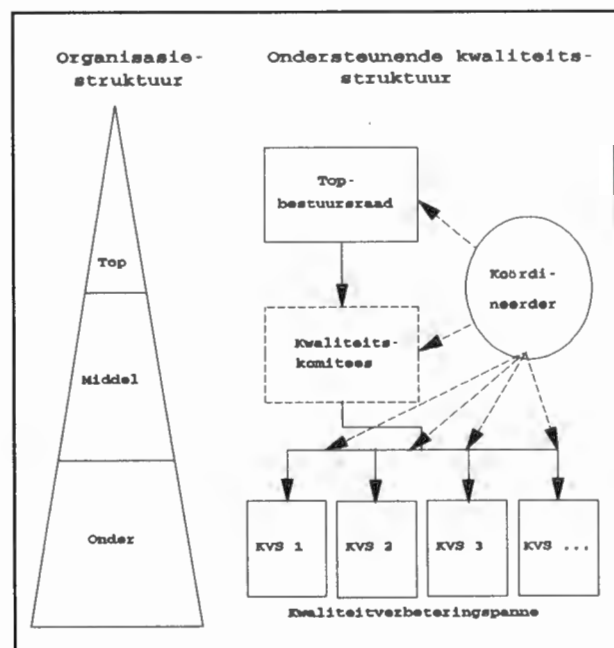 Organisasie-
struktuur
Ondersteunende kwaliteits-
struktuur
Top-
bestuursraad
Koördi-
neerder
Top
Kwaliteits-
komitees
Middel
Onder
KVS 1
KVS 2
KVS 3
KVS ...
Kwaliteitverbeteringspanne